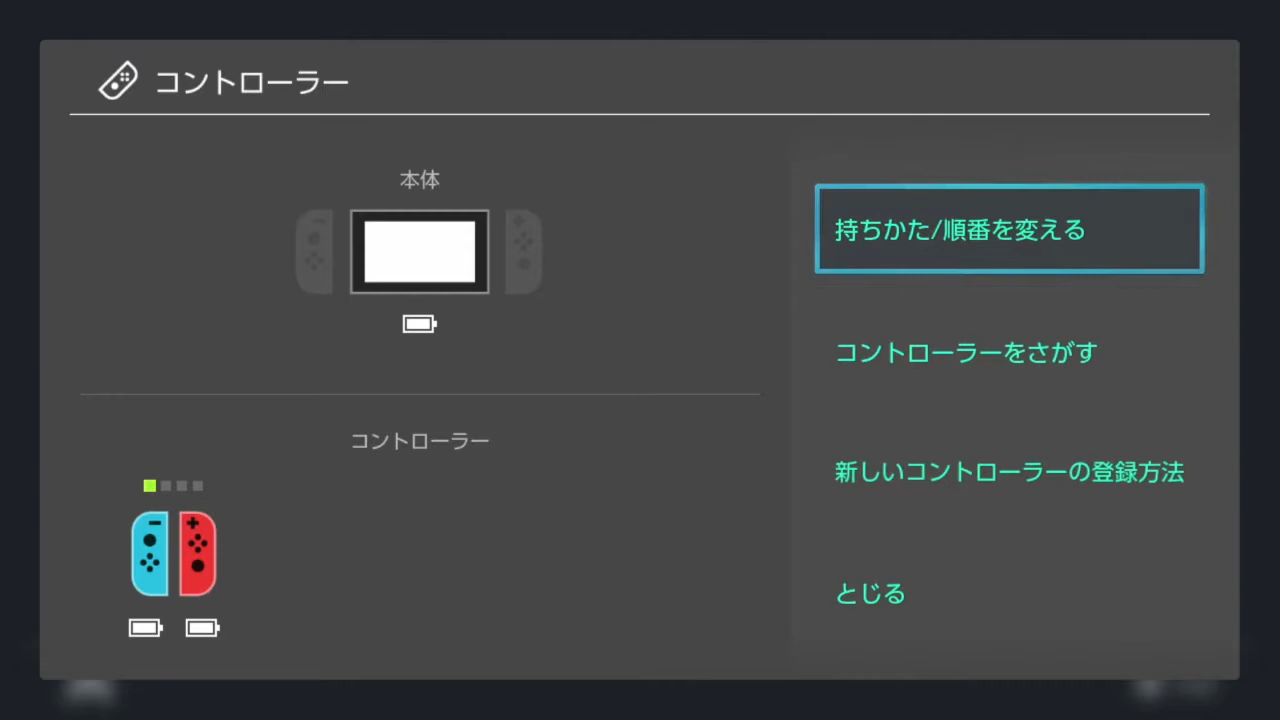 コントローラー
本体
持ちかた/順番を変える
コントローラーをさがす
コントローラー
新しいコントローラーの登録方法
とじる